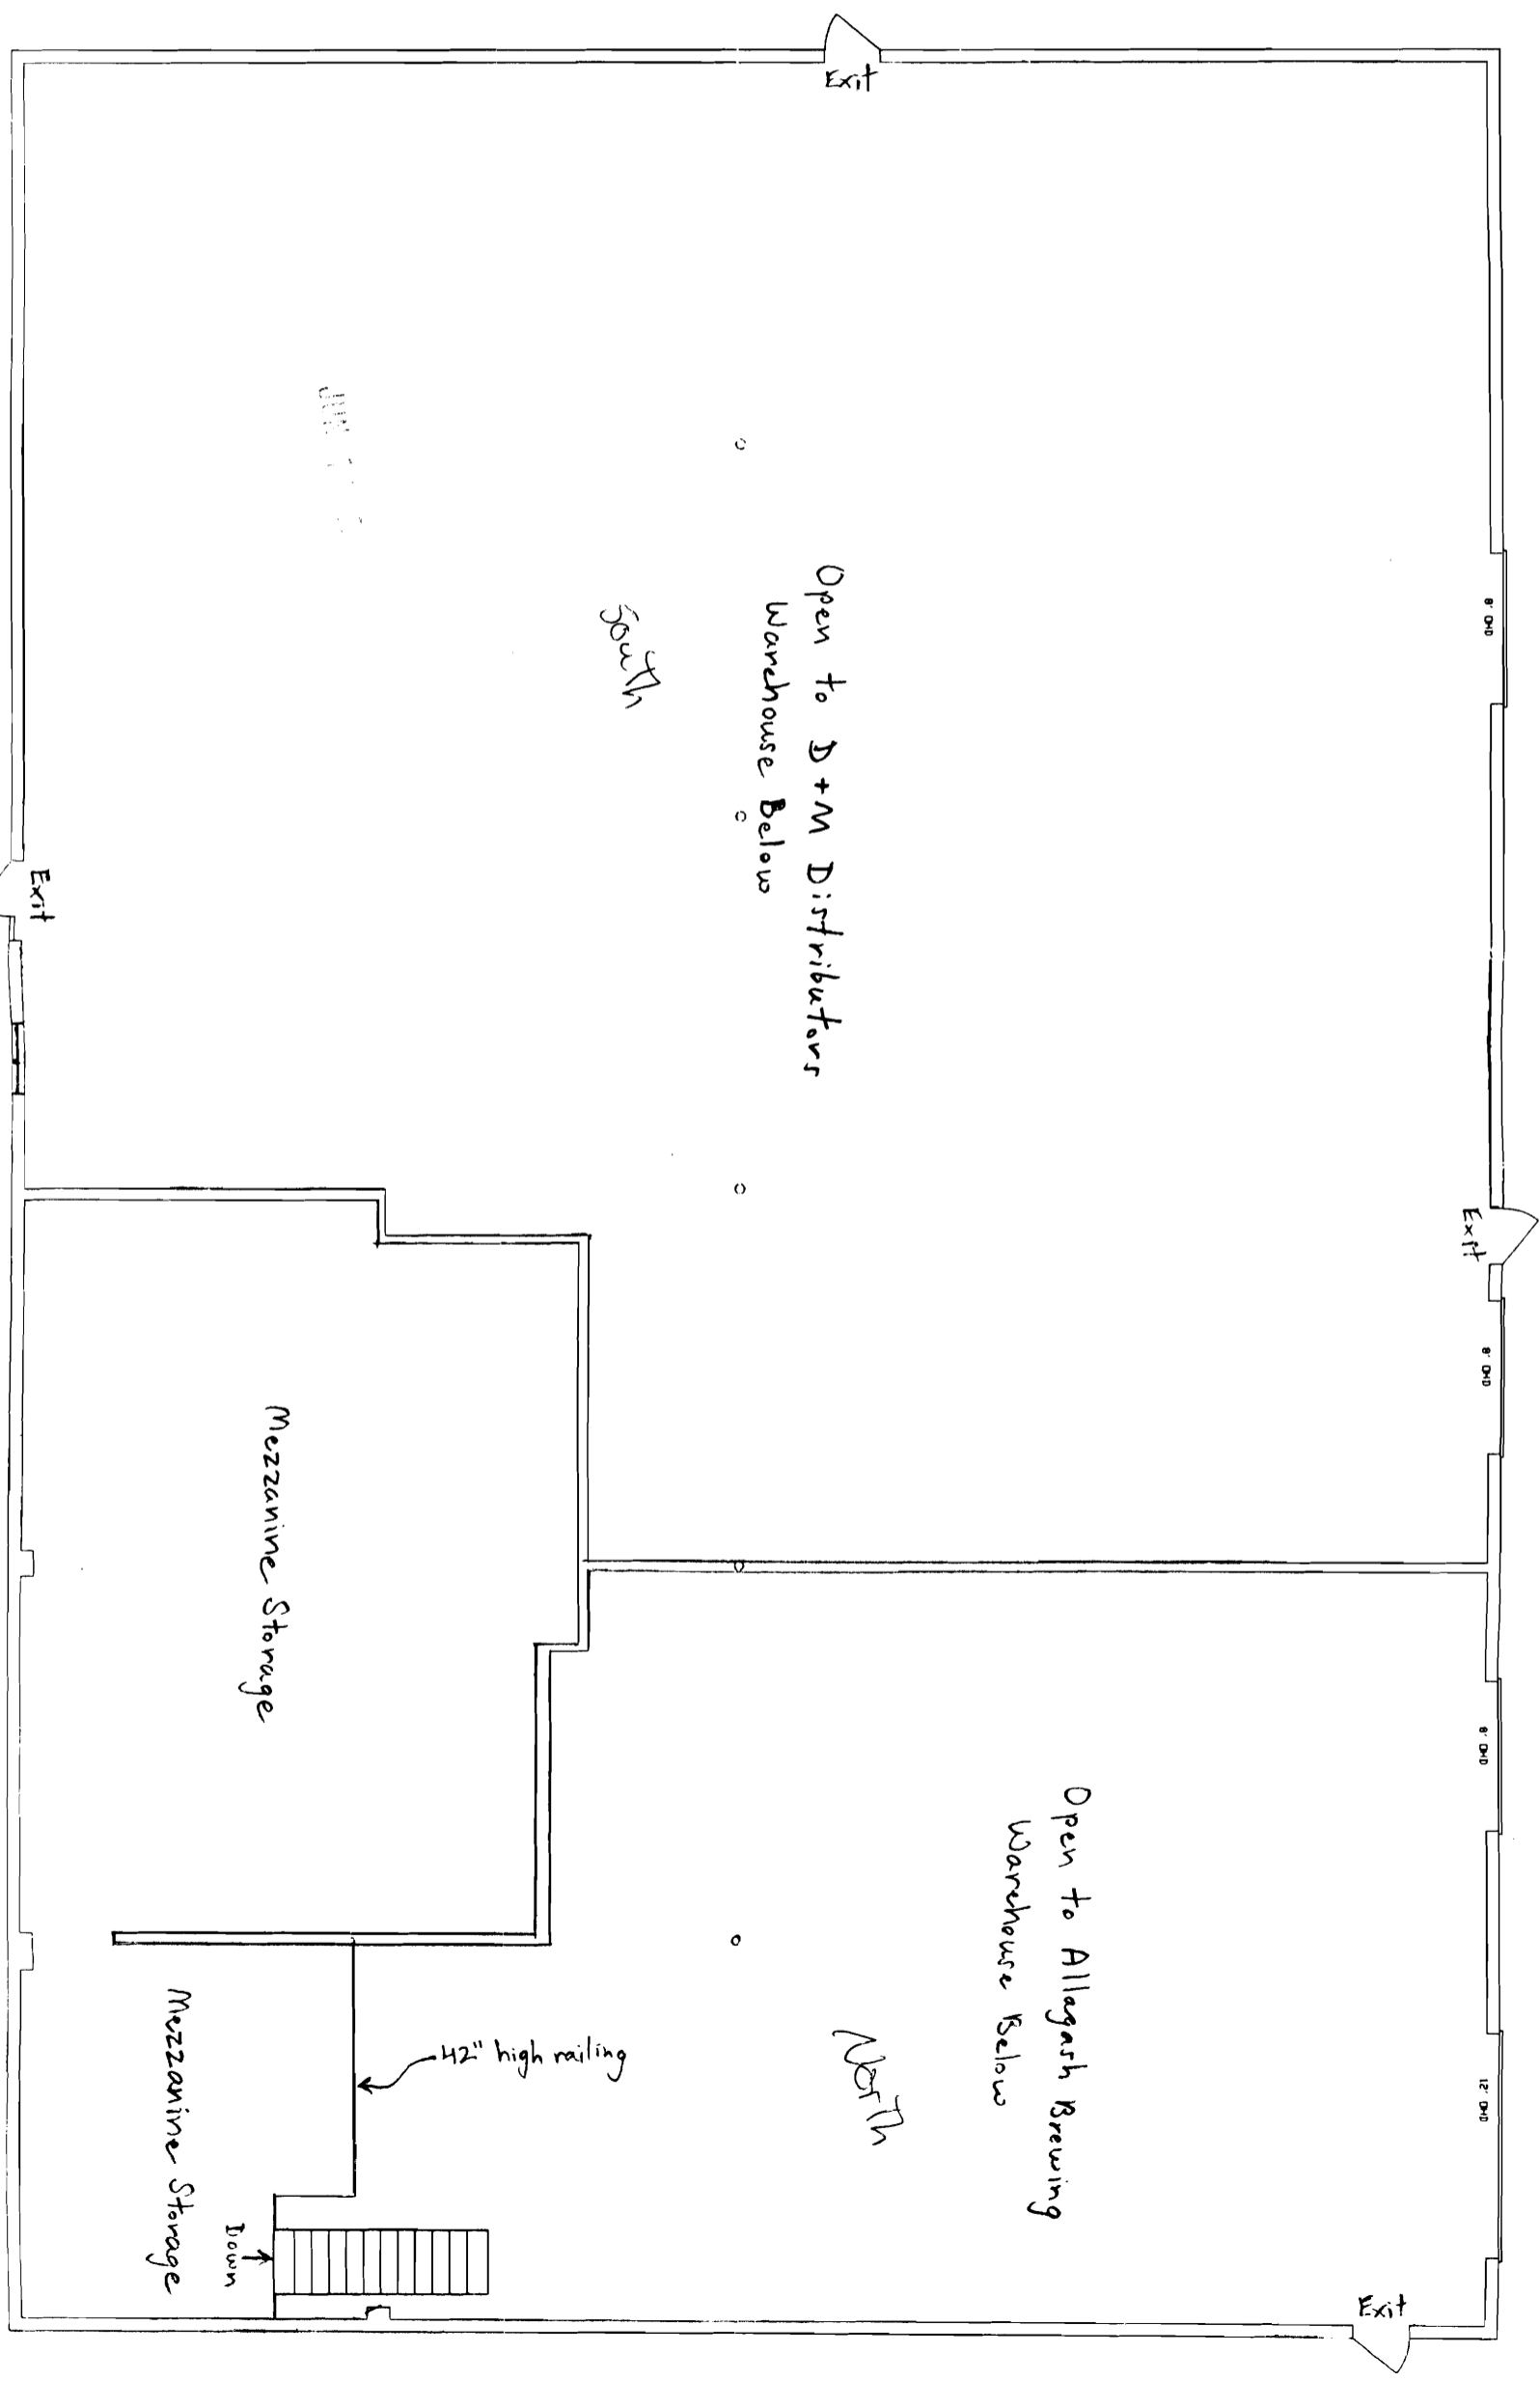 Exit
8' OHD
Open to D+M Distributors
Warehouse Below
South
Exit
Exit
8' OHD
Mezzanine Storage
8' OHD
Open to Allagash Brewing
Warehouse Below
North
12' OHD
42" high railing
Mezzanine Storage
Down
Exit